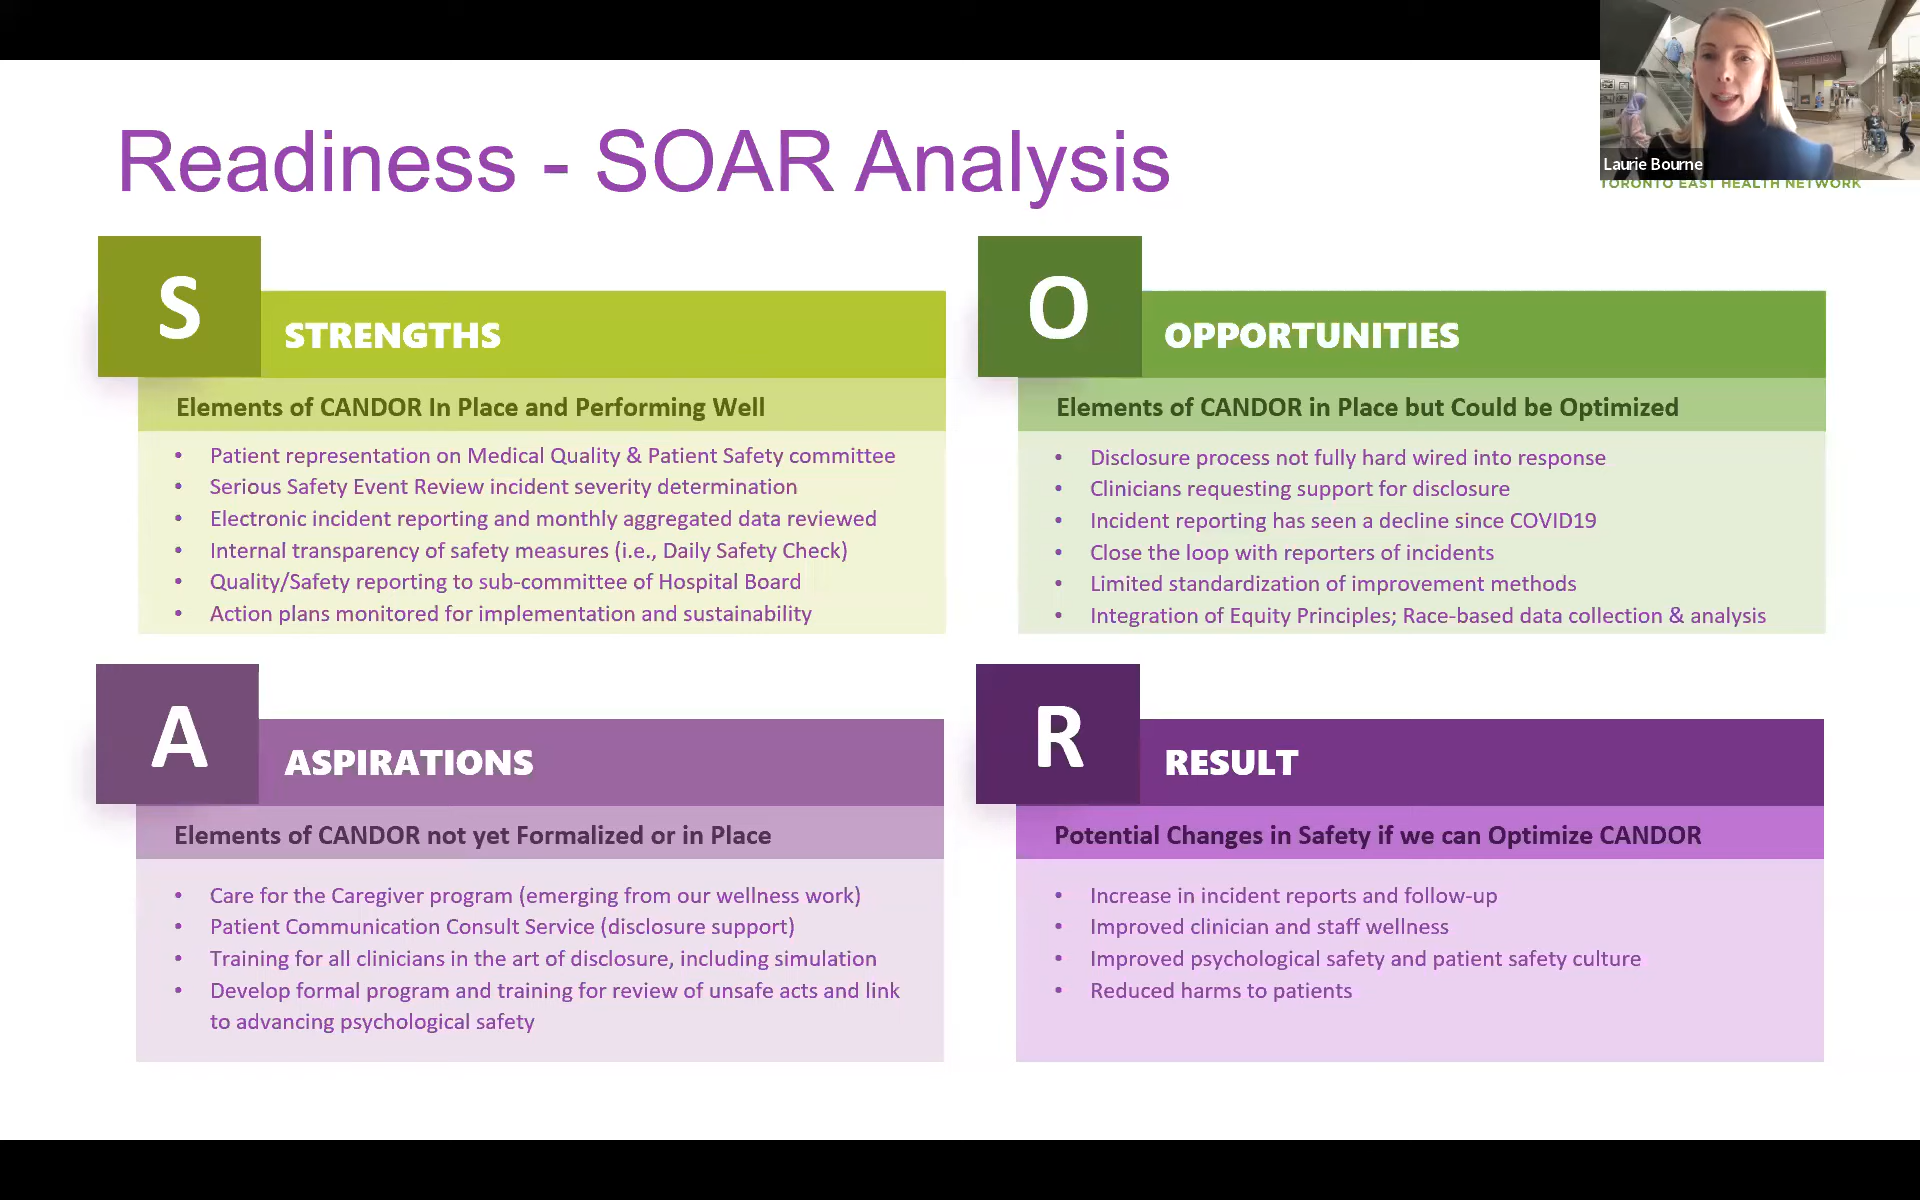 Laurie Bourne
TORONTO EAST HEALTH NETWORK
Readiness - SOAR Analysis
S
STRENGTHS
Elements of CANDOR In Place and Performing Well
• Patient representation on Medical Quality & Patient Safety committee
• Serious Safety Event Review incident severity determination
• Electronic incident reporting and monthly aggregated data reviewed
• Internal transparency of safety measures (i.e., Daily Safety Check)
• Quality/Safety reporting to sub-committee of Hospital Board
• Action plans monitored for implementation and sustainability
O
OPPORTUNITIES
Elements of CANDOR in Place but Could be Optimized
• Disclosure process not fully hard wired into response
• Clinicians requesting support for disclosure
• Incident reporting has seen a decline since COVID19
• Close the loop with reporters of incidents
• Limited standardization of improvement methods
• Integration of Equity Principles; Race-based data collection & analysis
A
ASPIRATIONS
Elements of CANDOR not yet Formalized or in Place
• Care for the Caregiver program (emerging from our wellness work)
• Patient Communication Consult Service (disclosure support)
• Training for all clinicians in the art of disclosure, including simulation
• Develop formal program and training for review of unsafe acts and link
to advancing psychological safety
R
RESULT
Potential Changes in Safety if we can Optimize CANDOR
• Increase in incident reports and follow-up
• Improved clinician and staff wellness
• Improved psychological safety and patient safety culture
• Reduced harms to patients